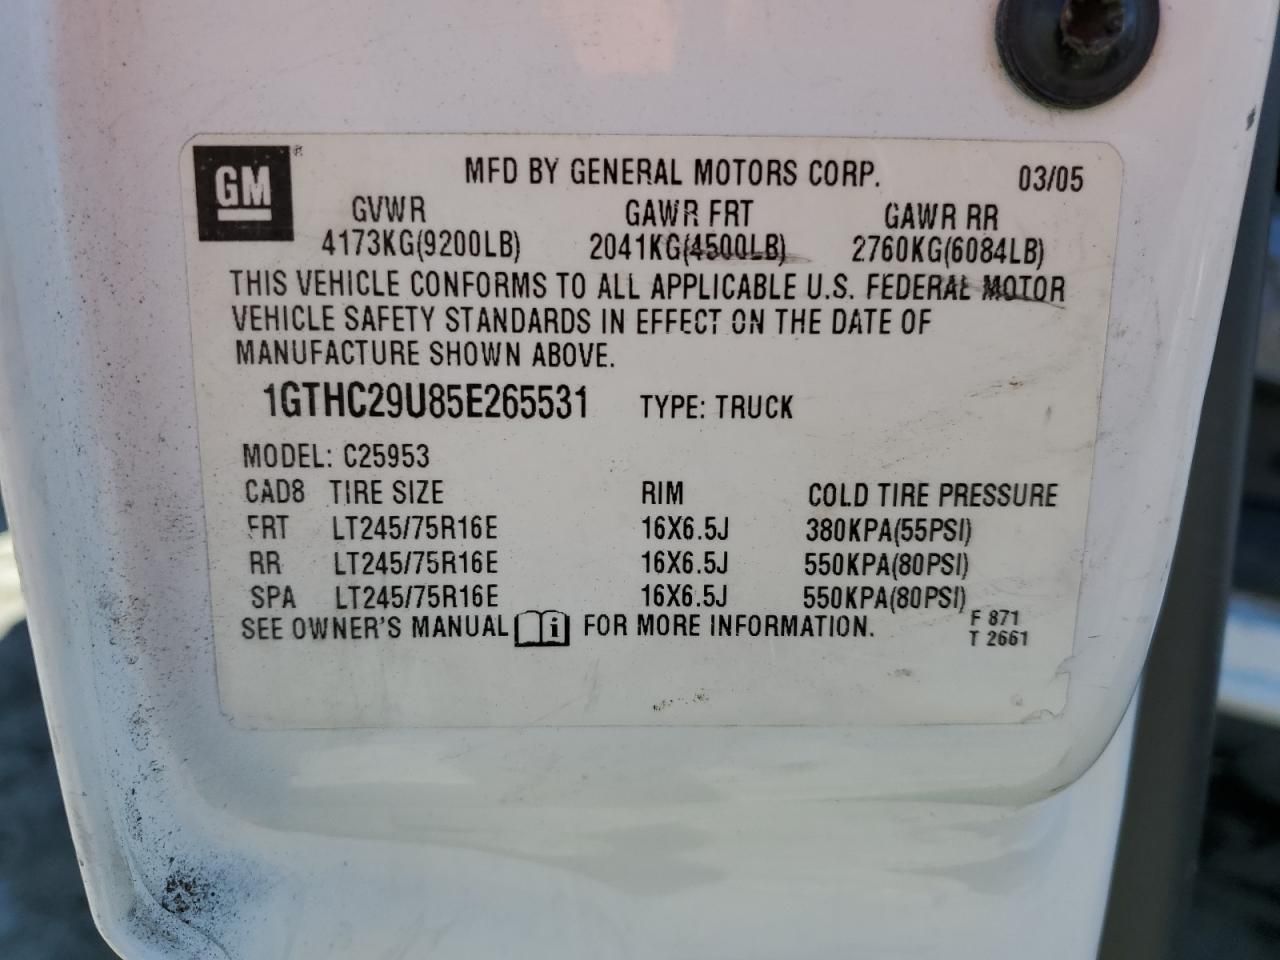 GM ® MFD BY GENERAL MOTORS CORP. 03/05
GVWR GAWR FRT GAWR RR
4173KG(9200LB) 2041KG(4500LB) 2760KG(6084LB)
THIS VEHICLE CONFORMS TO ALL APPLICABLE U.S. FEDERAL MOTOR
VEHICLE SAFETY STANDARDS IN EFFECT ON THE DATE OF
MANUFACTURE SHOWN ABOVE.
1GTHC29U85E265531 TYPE: TRUCK
MODEL: C25953
CAD8 TIRE SIZE RIM COLD TIRE PRESSURE
FRT LT245/75R16E 16X6.5J 380KPA(55PSI)
RR LT245/75R16E 16X6.5J 550KPA(80PSI)
SPA LT245/75R16E 16X6.5J 550KPA(80PSI)
SEE OWNER'S MANUAL i FOR MORE INFORMATION.
F 871
T 2661